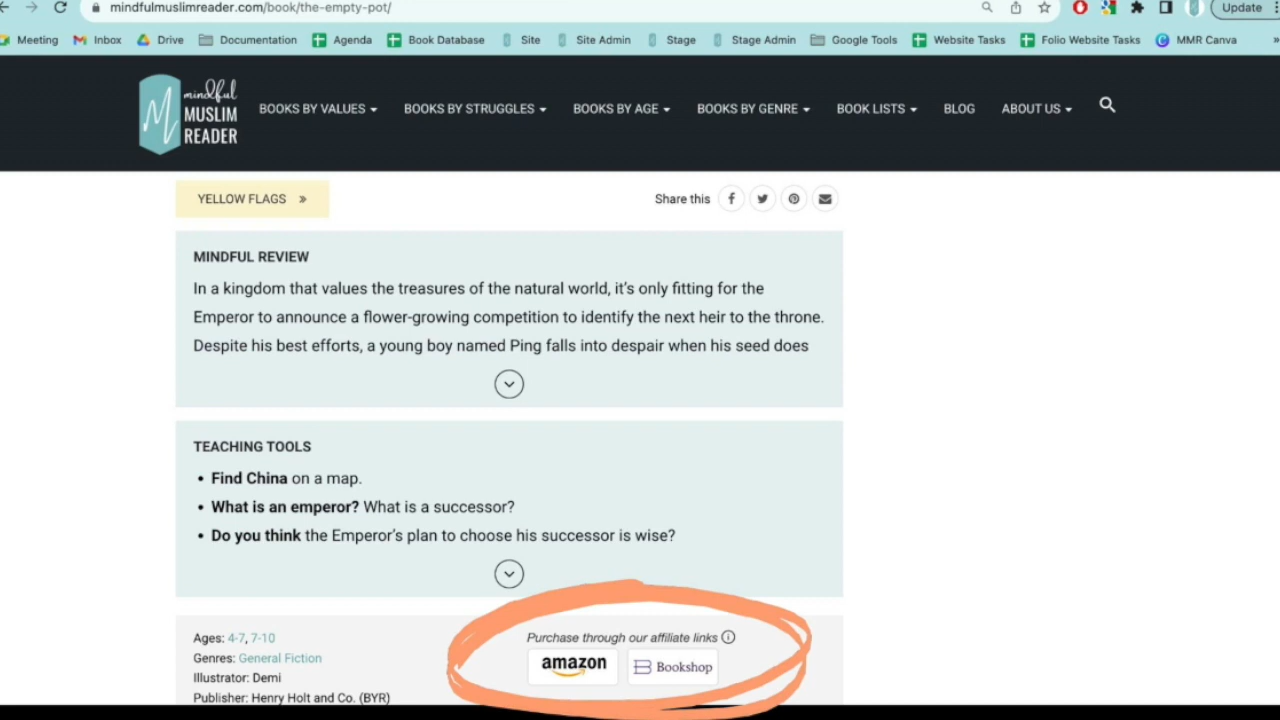 mindfulmuslimreader.com/book/the-empty-pot/
Update
Meeting Inbox Drive Documentation Agenda Book Database Site Site Admin Stage Stage Admin Google Tools Website Tasks Folio Website Tasks MMR Canva »
mindful
MUSLIM
READER
BOOKS BY VALUES BOOKS BY STRUGGLES BOOKS BY AGE BOOKS BY GENRE BOOK LISTS BLOG ABOUT US
YELLOW FLAGS »
Share this
MINDFUL REVIEW
In a kingdom that values the treasures of the natural world, it’s only fitting for the
Emperor to announce a flower-growing competition to identify the next heir to the throne.
Despite his best efforts, a young boy named Ping falls into despair when his seed does
TEACHING TOOLS
• Find China on a map.
• What is an emperor? What is a successor?
• Do you think the Emperor’s plan to choose his successor is wise?
Ages: 4-7, 7-10
Genres: General Fiction
Illustrator: Demi
Publisher: Henry Holt and Co. (BYR)
Purchase through our affiliate links
amazon
Bookshop